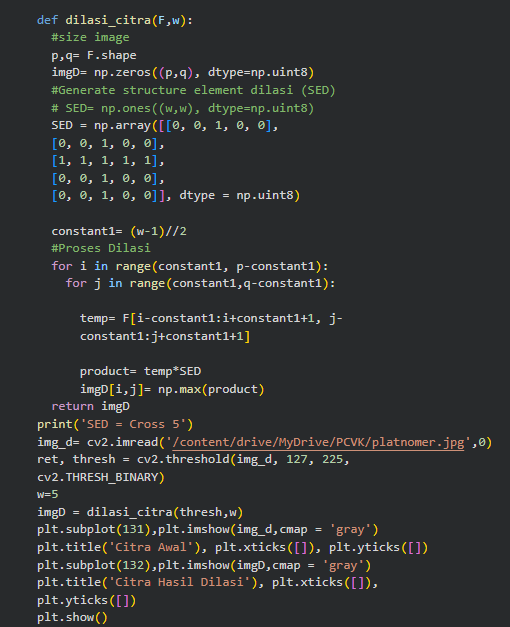 def dilasi_citra(F,w):
#size image
p,q= F.shape
imgD= np.zeros((p,q), dtype=np.uint8)
#Generate structure element dilasi (SED)
# SED= np.ones((w,w), dtype=np.uint8)
SED = np.array([[0, 0, 1, 0, 0],
[0, 0, 1, 0, 0],
[1, 1, 1, 1, 1],
[0, 0, 1, 0, 0],
[0, 0, 1, 0, 0]], dtype = np.uint8)
constant1= (w-1)//2
#Proses Dilasi
for i in range(constant1, p-constant1):
for j in range(constant1,q-constant1):
temp= F[i-constant1:i+constant1+1, j-
constant1:j+constant1+1]
product= temp*SED
imgD[i,j]= np.max(product)
return imgD
print('SED = Cross 5')
img_d= cv2.imread('/content/drive/MyDrive/PCVK/platnomer.jpg',0)
ret, thresh = cv2.threshold(img_d, 127, 225,
cv2.THRESH_BINARY)
w=5
imgD = dilasi_citra(thresh,w)
plt.subplot(131),plt.imshow(img_d,cmap = 'gray')
plt.title('Citra Awal'), plt.xticks([]), plt.yticks([])
plt.subplot(132),plt.imshow(imgD,cmap = 'gray')
plt.title('Citra Hasil Dilasi'), plt.xticks([]),
plt.yticks([])
plt.show()